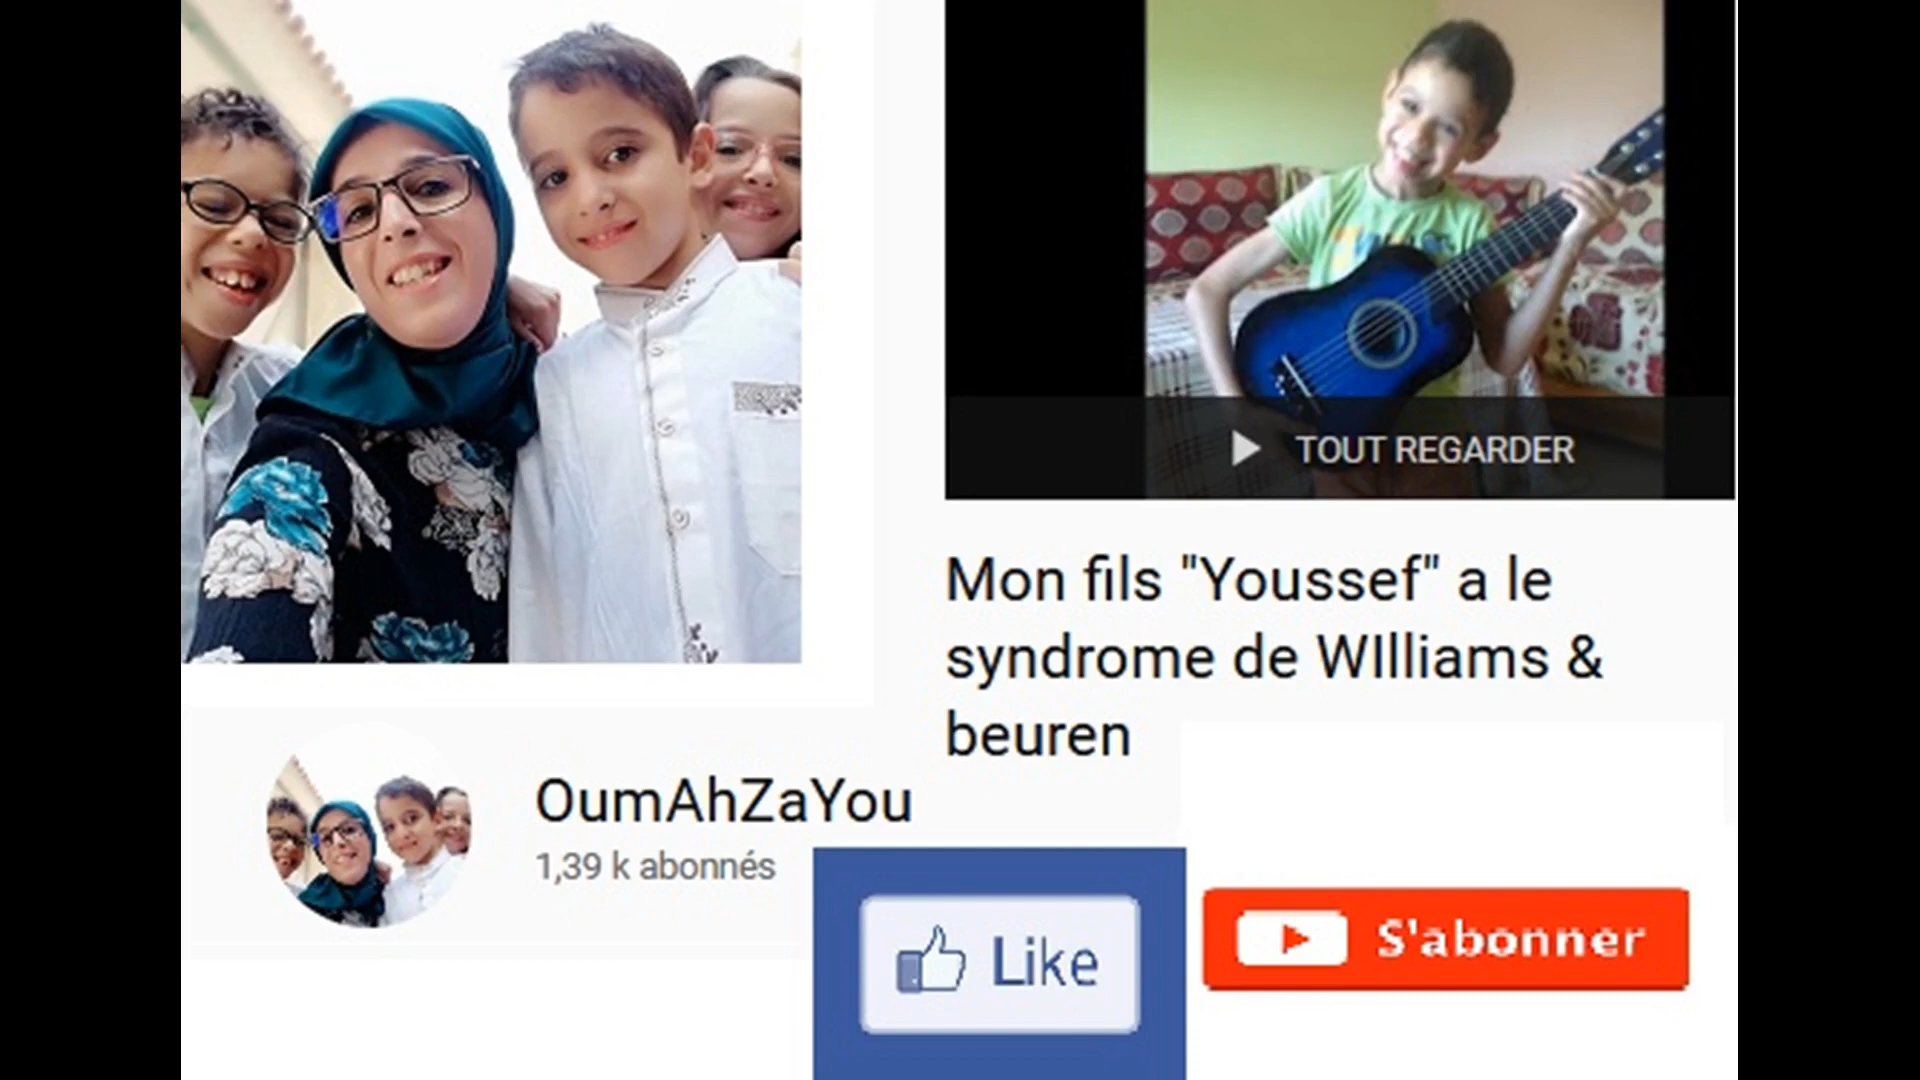 TOUT REGARDER
Mon fils "Youssef" a le
syndrome de WIlliams &
beuren
OumAhZaYou
1,39 k abonnés
Like
S'abonner